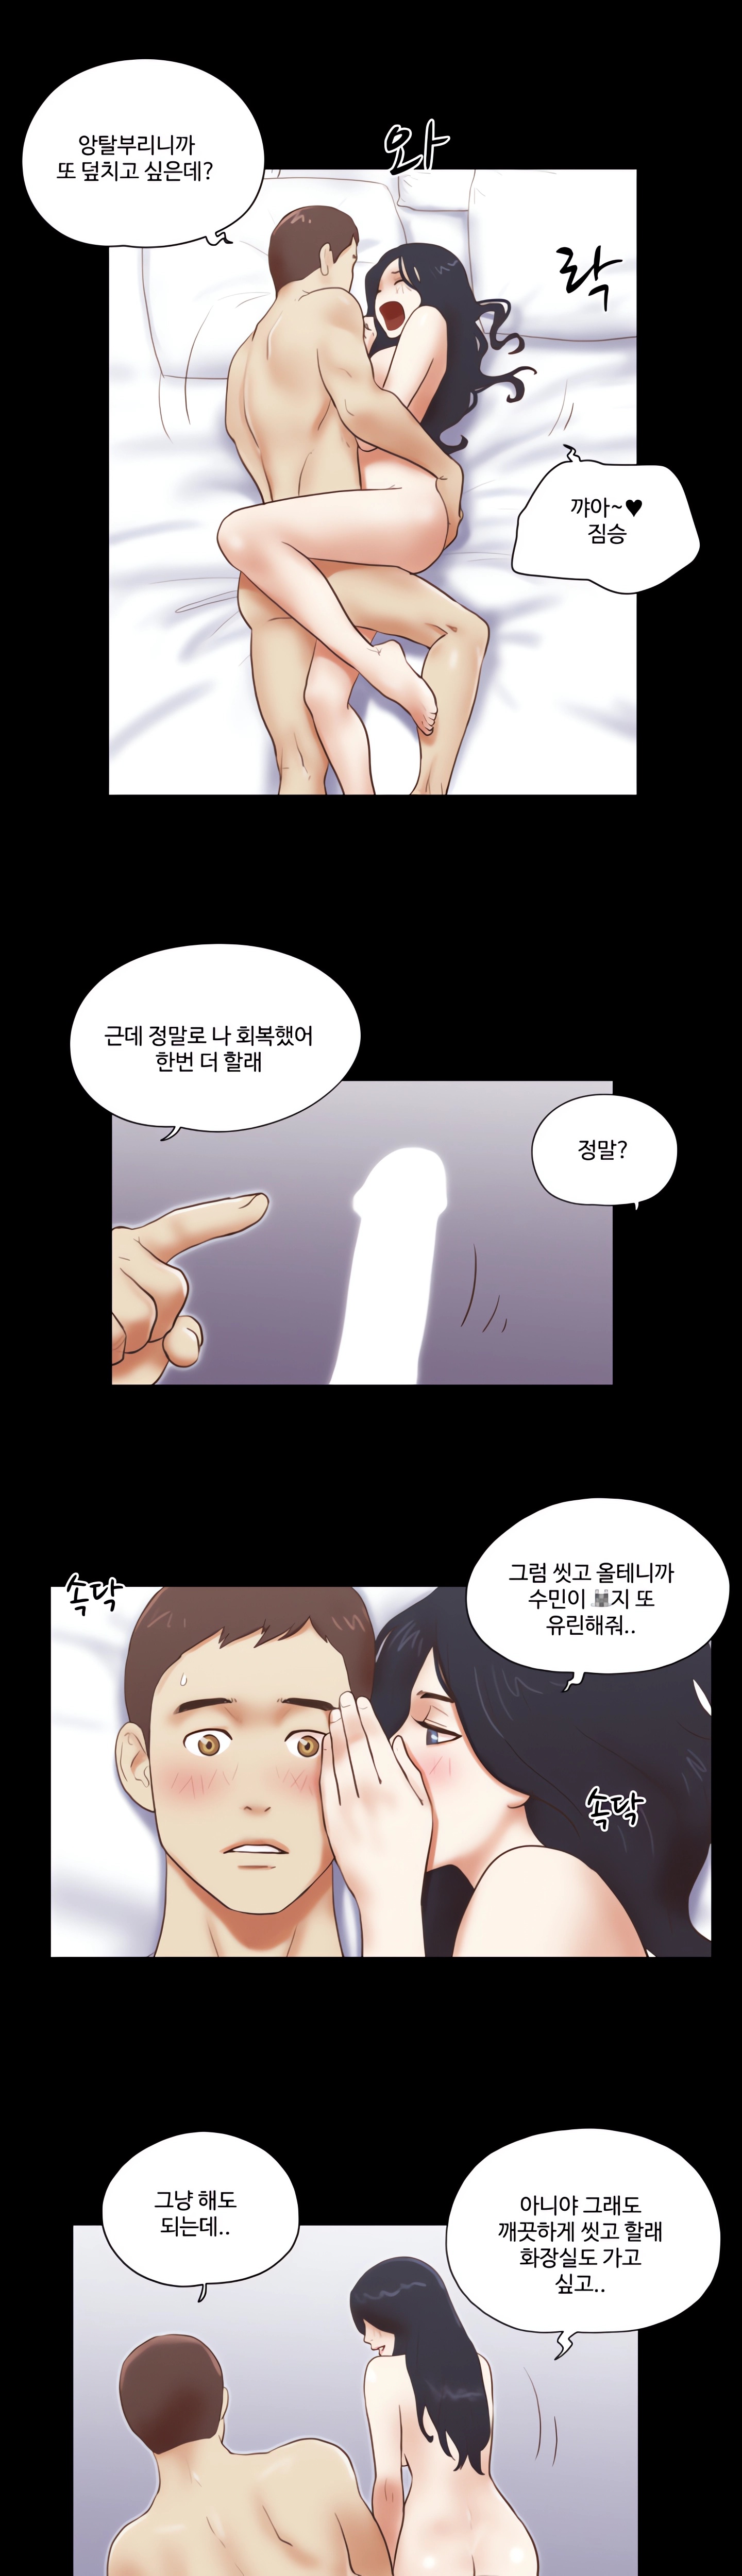 앙탈부리니까
또 덮치고 싶은데?
와
락
꺄아~♥
짐승
근데 정말로 나 회복했어
한번 더 할래
정말?
속닥
그럼 씻고 올테니까
수민이 지 또
유린해줘..
속닥
그냥 해도
되는데..
아니야 그래도
깨끗하게 씻고 할래
화장실도 가고
싶고..